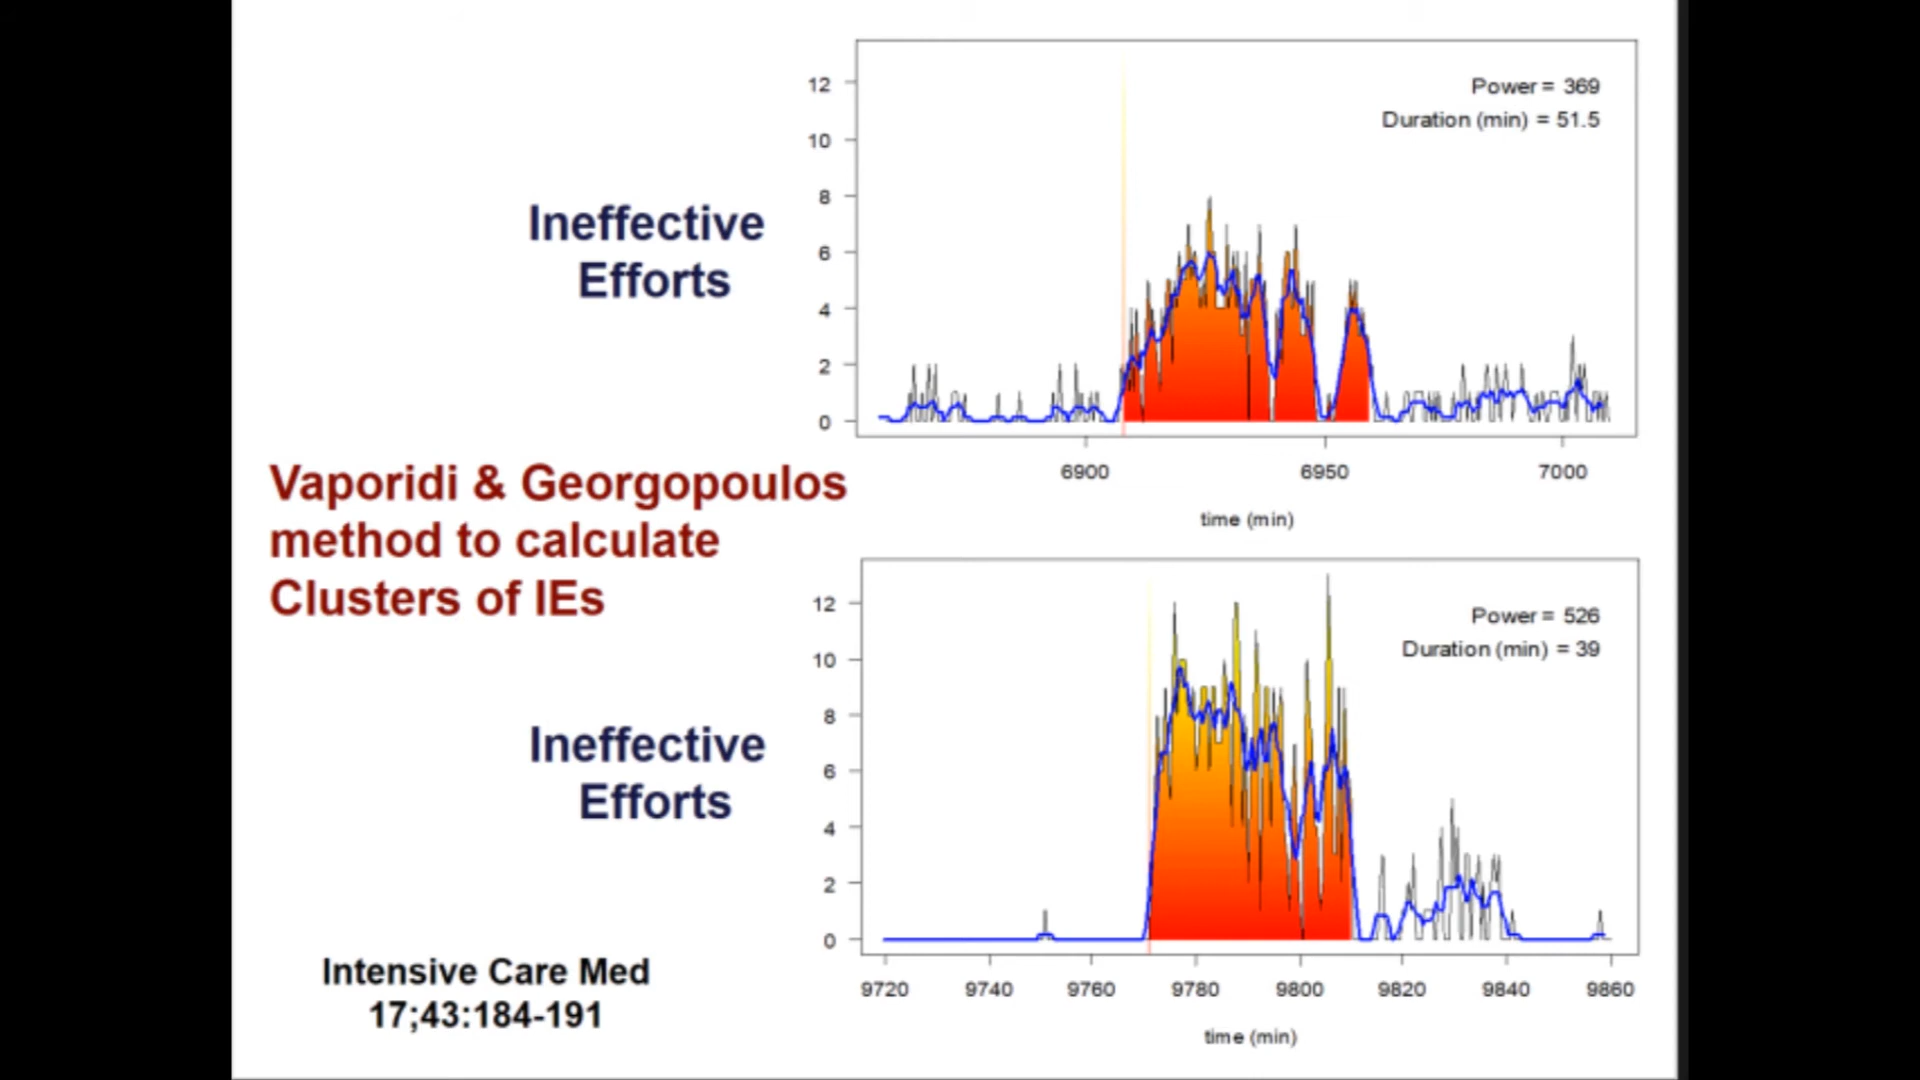 12
Power = 369
Duration (min) = 51.5
10
8
6
4
2
0
6900 6950 7000
time (min)
Ineffective
Efforts
Vaporidi & Georgopoulos
method to calculate
Clusters of IEs
12
Power = 526
Duration (min) = 39
10
8
6
4
2
0
9720 9740 9760 9780 9800 9820 9840 9860
time (min)
Ineffective
Efforts
Intensive Care Med
17;43:184-191